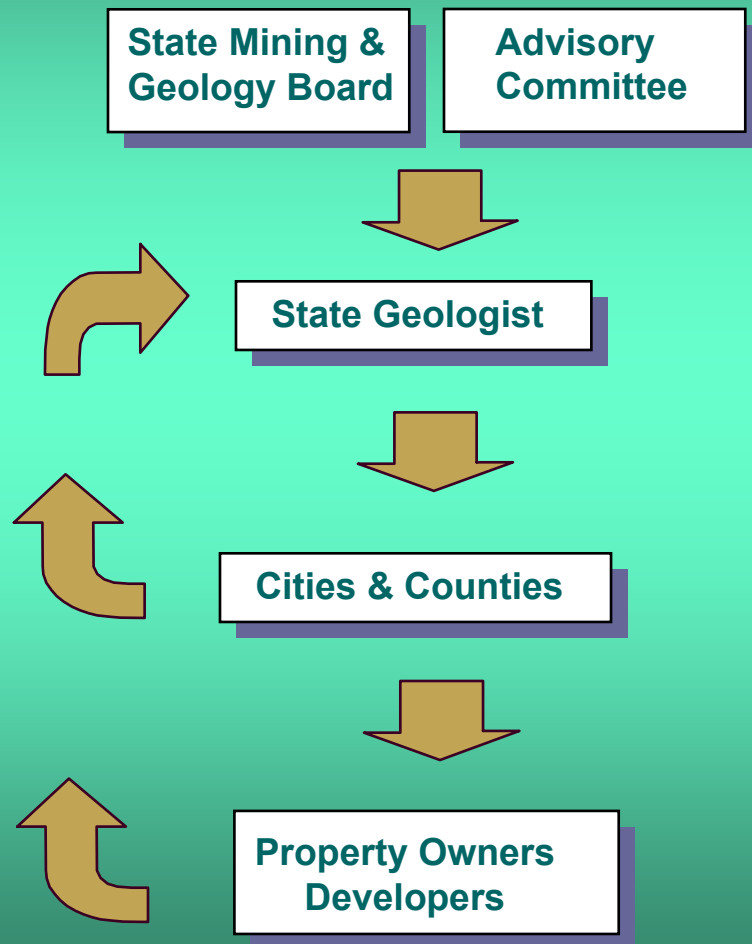 State Mining &
Geology Board
Advisory
Committee
State Geologist
Cities & Counties
Property Owners
Developers